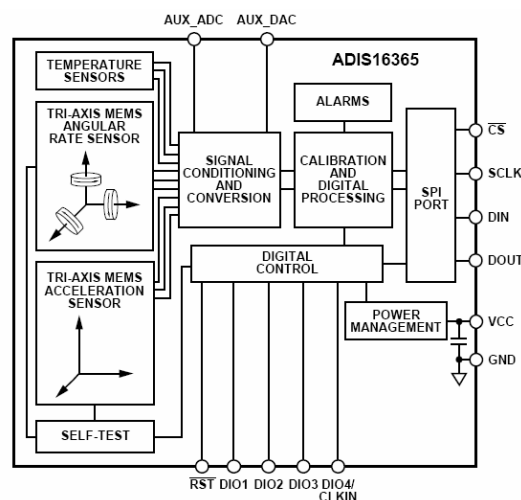 AUX_ADC
AUX_DAC
ADIS16365
TEMPERATURE
SENSORS
TRI-AXIS MEMS
ANGULAR
RATE SENSOR
TRI-AXIS MEMS
ACCELERATION
SENSOR
SELF-TEST
SIGNAL
CONDITIONING
AND
CONVERSION
ALARMS
CALIBRATION
AND
DIGITAL
PROCESSING
DIGITAL
CONTROL
POWER
MANAGEMENT
SPI
PORT
CS
SCLK
DIN
DOUT
VCC
GND
RST
DIO1
DIO2
DIO3
DIO4/
CLKIN